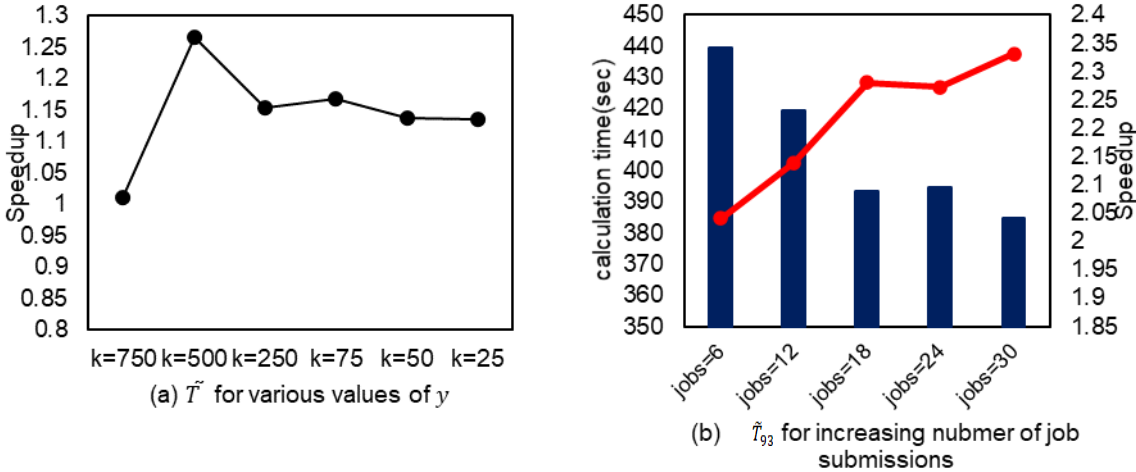 1.3
1.25
1.2
1.15
1.1
1.05
1
0.95
0.9
0.85
0.8
Speedup
k=750 k=500 k=250 k=75 k=50 k=25
(a) T̃ for various values of y
450
440
430
420
410
400
390
380
370
360
350
calculation time(sec)
2.4
2.35
2.3
2.25
2.2
2.15
2.1
2.05
2
1.95
1.9
1.85
Speedup
jobs=6
jobs=12
jobs=18
jobs=24
jobs=30
(b) T̃93 for increasing nubmer of job
submissions